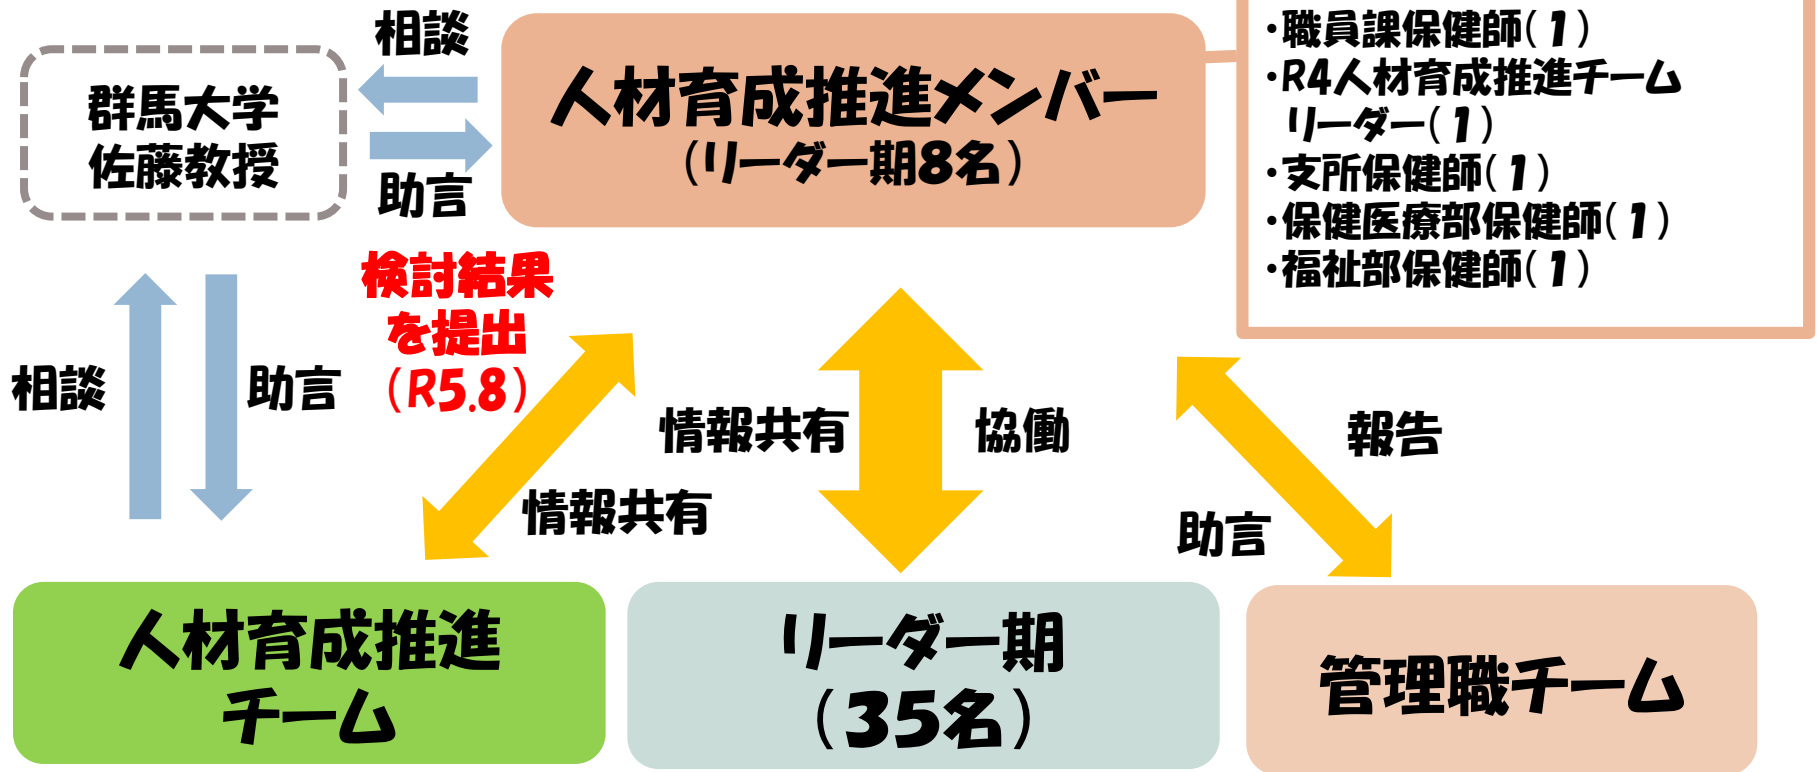 相談
群馬大学
佐藤教授
助言
人材育成推進メンバー
(リーダー期8名)
・職員課保健師(1)
・R4人材育成推進チーム
リーダー(1)
・支所保健師(1)
・保健医療部保健師(1)
・福祉部保健師(1)
検討結果
を提出
(R5.8)
相談
助言
情報共有
情報共有
協働
報告
助言
人材育成推進
チーム
リーダー期
(35名)
管理職チーム